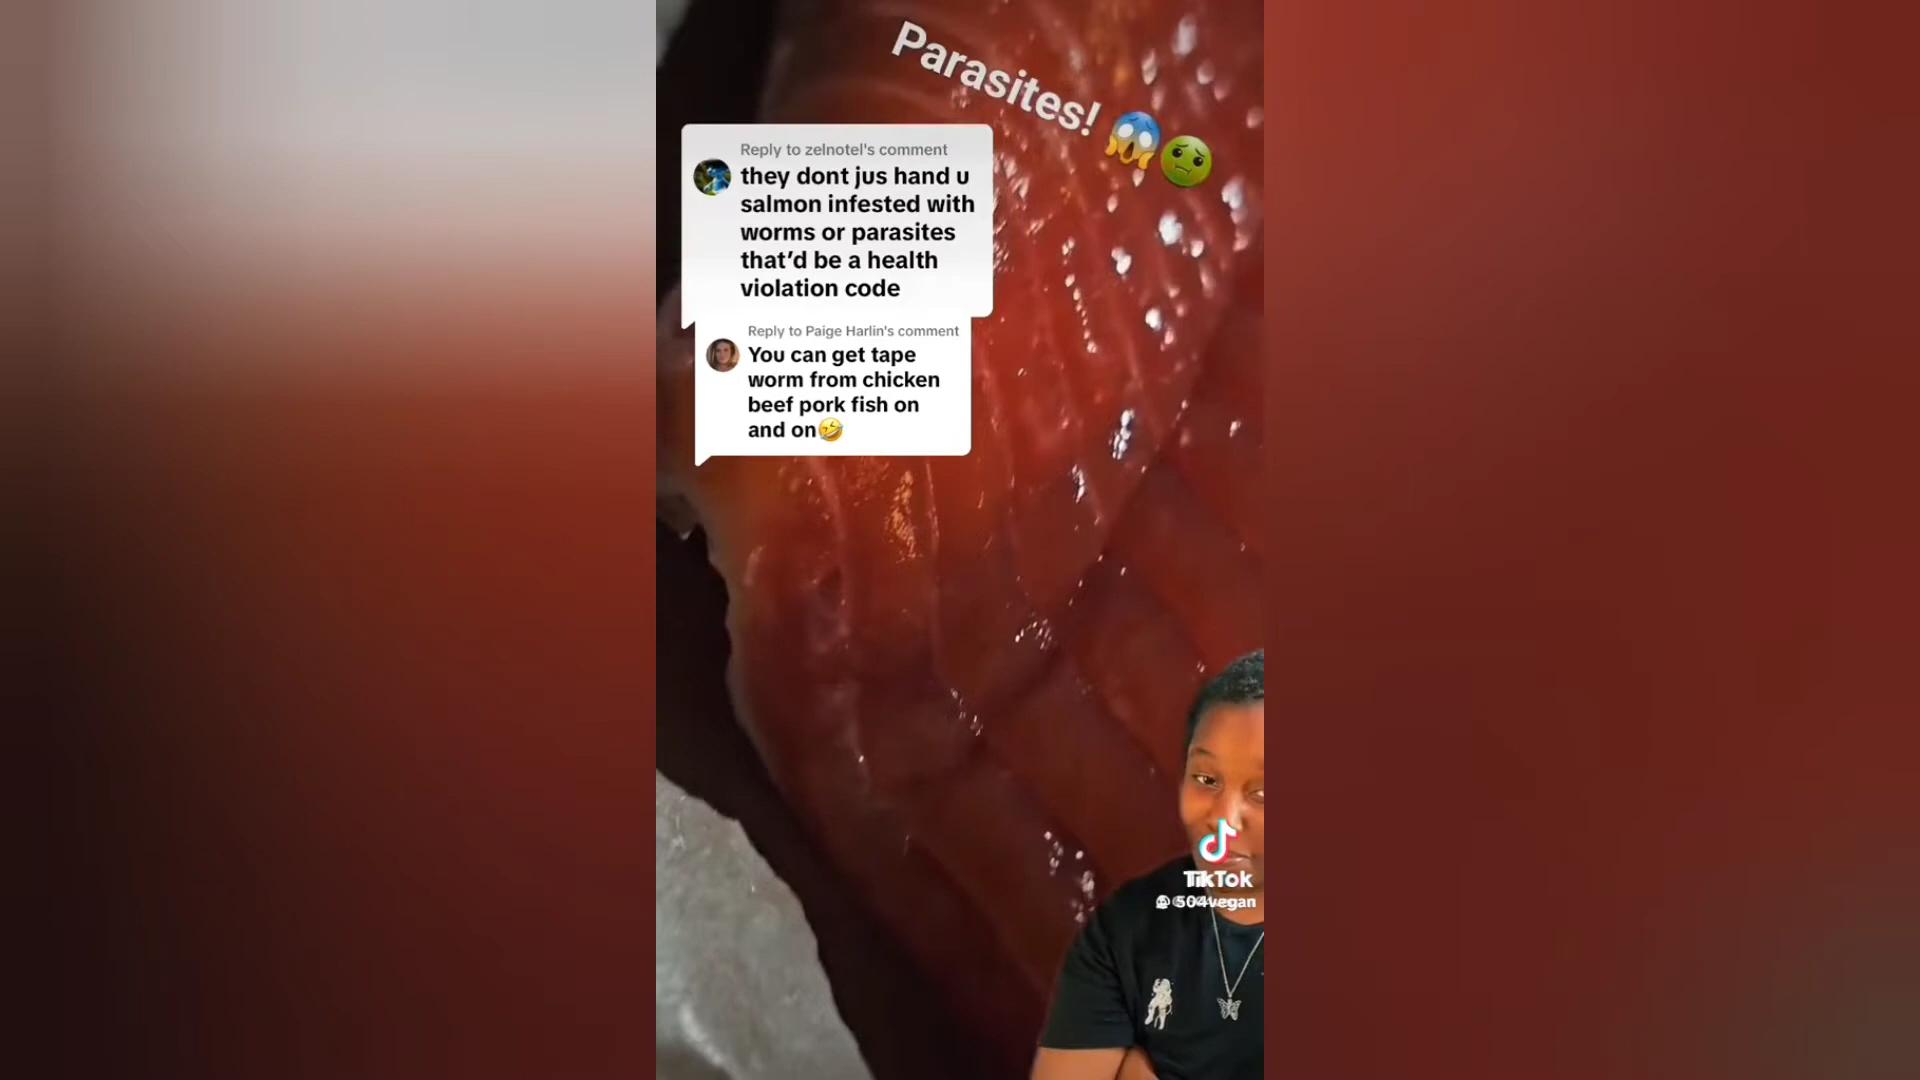 Parasites! 😱🤢
Reply to zelnotel's comment
they dont jus hand u
salmon infested with
worms or parasites
that’d be a health
violation code
Reply to Paige Harlin's comment
You can get tape
worm from chicken
beef pork fish on
and on🤣
TikTok
504vegan